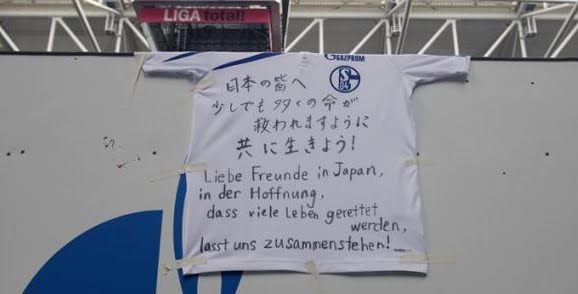 LIGA total!
GAZPROM
S
04
日本の皆へ
少しでも多くの命が
救われますように
共に生きよう!
Liebe Freunde in Japan,
in der Hoffnung,
dass viele Leben gerettet
werden,
lasst uns zusammenstehen!